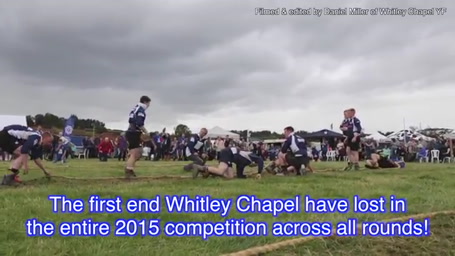 Filmed & edited by Daniel Miller of Whitley Chapel YF
The first end Whitley Chapel have lost in
the entire 2015 competition across all rounds!